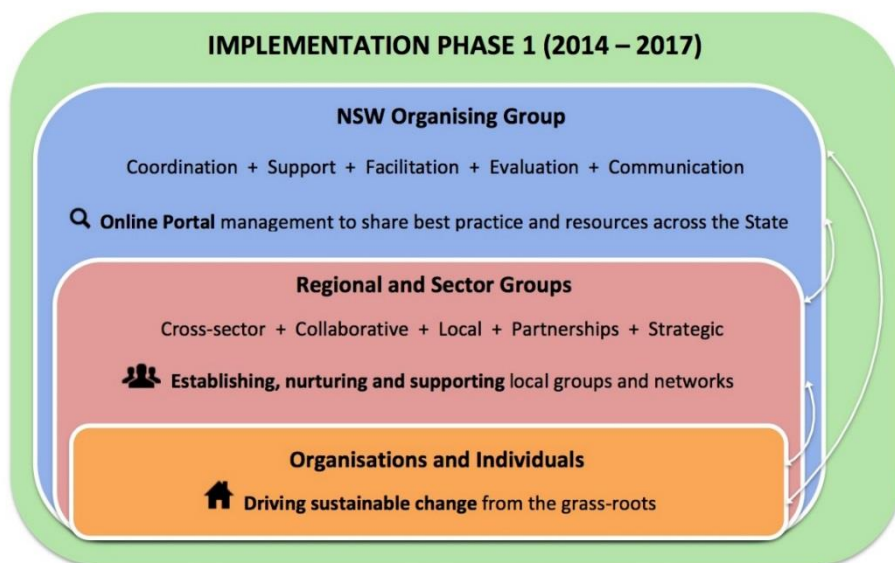 IMPLEMENTATION PHASE 1 (2014 – 2017)
NSW Organising Group
Coordination + Support + Facilitation + Evaluation + Communication
Online Portal management to share best practice and resources across the State
Regional and Sector Groups
Cross-sector + Collaborative + Local + Partnerships + Strategic
Establishing, nurturing and supporting local groups and networks
Organisations and Individuals
Driving sustainable change from the grass-roots